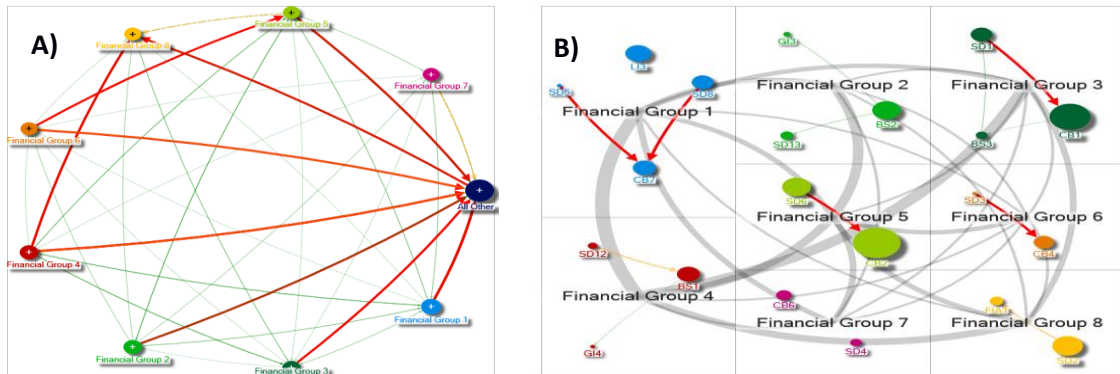 A)
Financial Group 5
Financial Group 8
Financial Group 7
Financial Group 6
All Other
Financial Group 4
Financial Group 1
Financial Group 2
Financial Group 3
B)
GI3
SD1
LI3
SD5
SD8
Financial Group 1
Financial Group 2
Financial Group 3
BS2
CB1
SD13
BS3
CB7
SD6
SD3
Financial Group 5
Financial Group 6
SD12
CB2
CB4
BS1
Financial Group 4
CB6
Financial Group 7
Financial Group 8
SD4
SD2
GI4